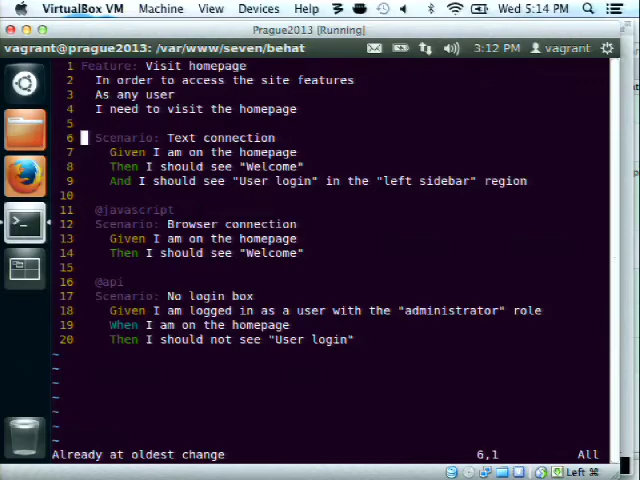 VirtualBox VM Machine View Devices Help Wed 5:14 PM
Prague2013 [Running]
vagrant@prague2013: /var/www/seven/behat 3:12 PM vagrant
1 Feature: Visit homepage
2 In order to access the site features
3 As any user
4 I need to visit the homepage
5
6 Scenario: Text connection
7 Given I am on the homepage
8 Then I should see "Welcome"
9 And I should see "User login" in the "left sidebar" region
10
11 @javascript
12 Scenario: Browser connection
13 Given I am on the homepage
14 Then I should see "Welcome"
15
16 @api
17 Scenario: No login box
18 Given I am logged in as a user with the "administrator" role
19 When I am on the homepage
20 Then I should not see "User login"
~
~
~
~
~
~
~
Already at oldest change 6,1 All
Left ⌘